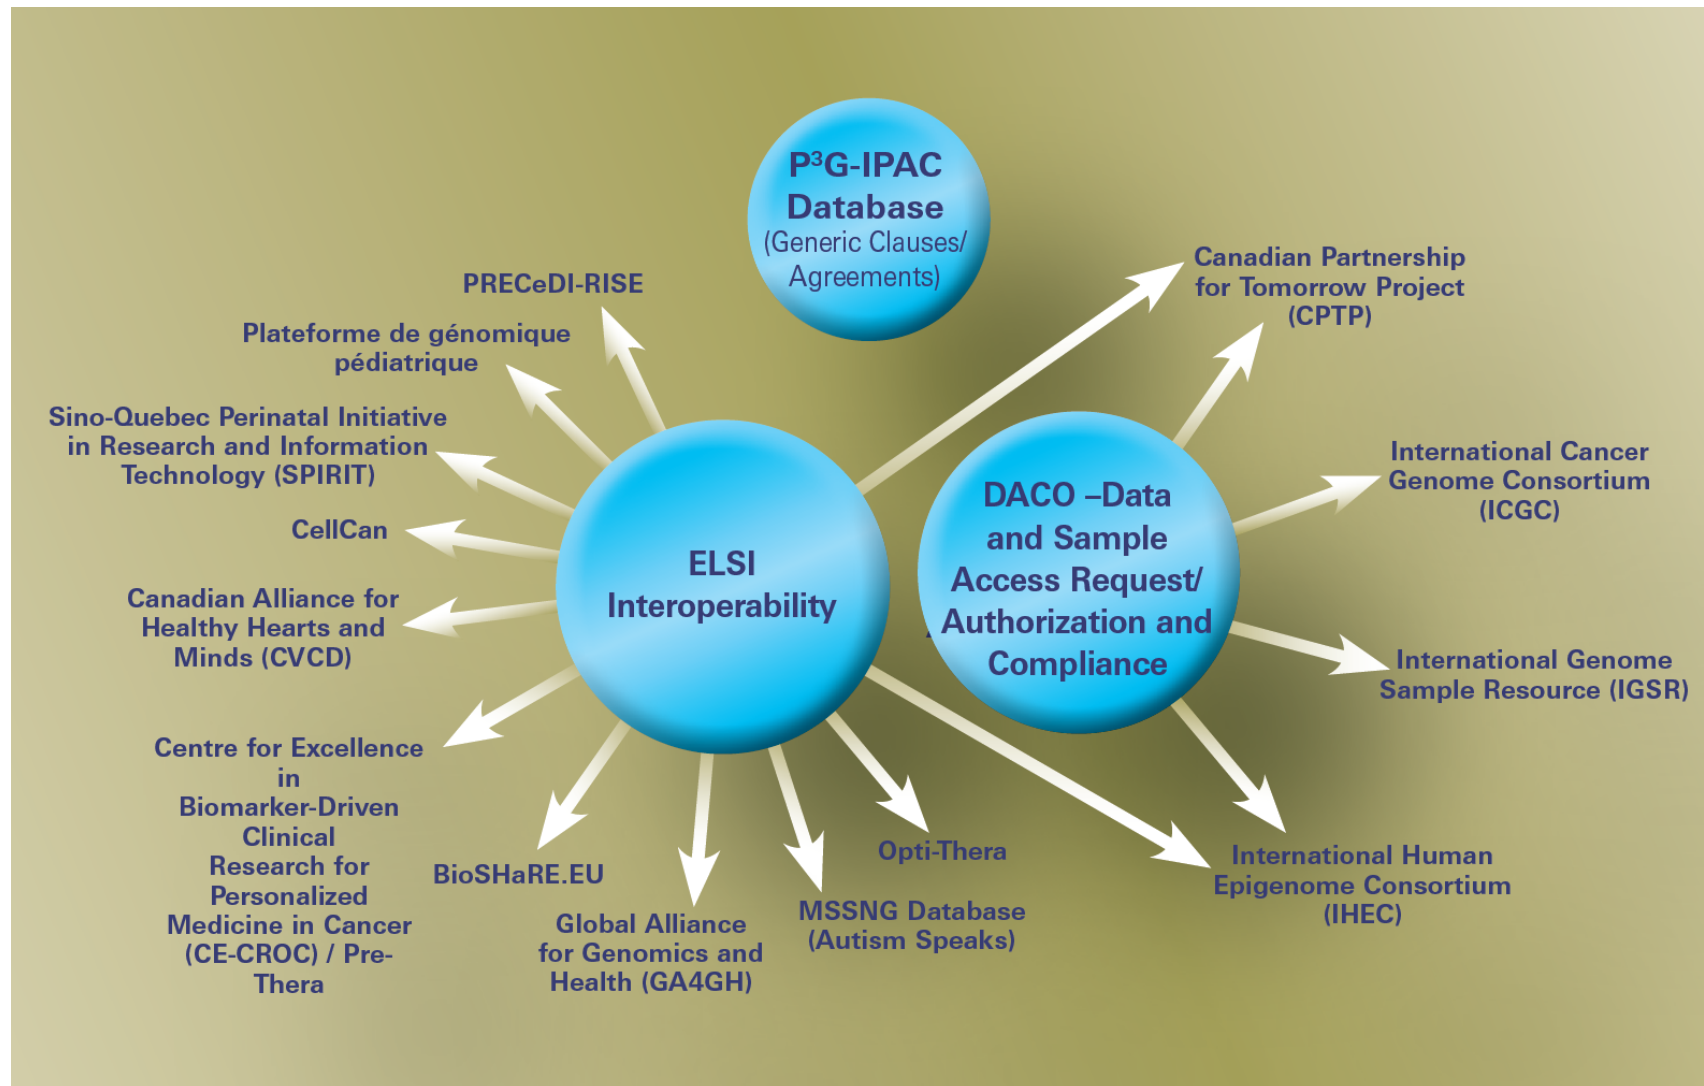 P³G-IPAC
Database
(Generic Clauses/
Agreements)
PRECeDI-RISE
Plateforme de génomique
pédiatrique
Sino-Quebec Perinatal Initiative
in Research and Information
Technology (SPIRIT)
CellCan
Canadian Alliance for
Healthy Hearts and
Minds (CVCD)
Centre for Excellence
in
Biomarker-Driven
Clinical
Research for
Personalized
Medicine in Cancer
(CE-CROC) / Pre-
Thera
BioSHaRE.EU
Global Alliance
for Genomics and
Health (GA4GH)
MSSNG Database
(Autism Speaks)
Opti-Thera
ELSI
Interoperability
DACO –Data
and Sample
Access Request/
Authorization and
Compliance
Canadian Partnership
for Tomorrow Project
(CPTP)
International Cancer
Genome Consortium
(ICGC)
International Genome
Sample Resource (IGSR)
International Human
Epigenome Consortium
(IHEC)